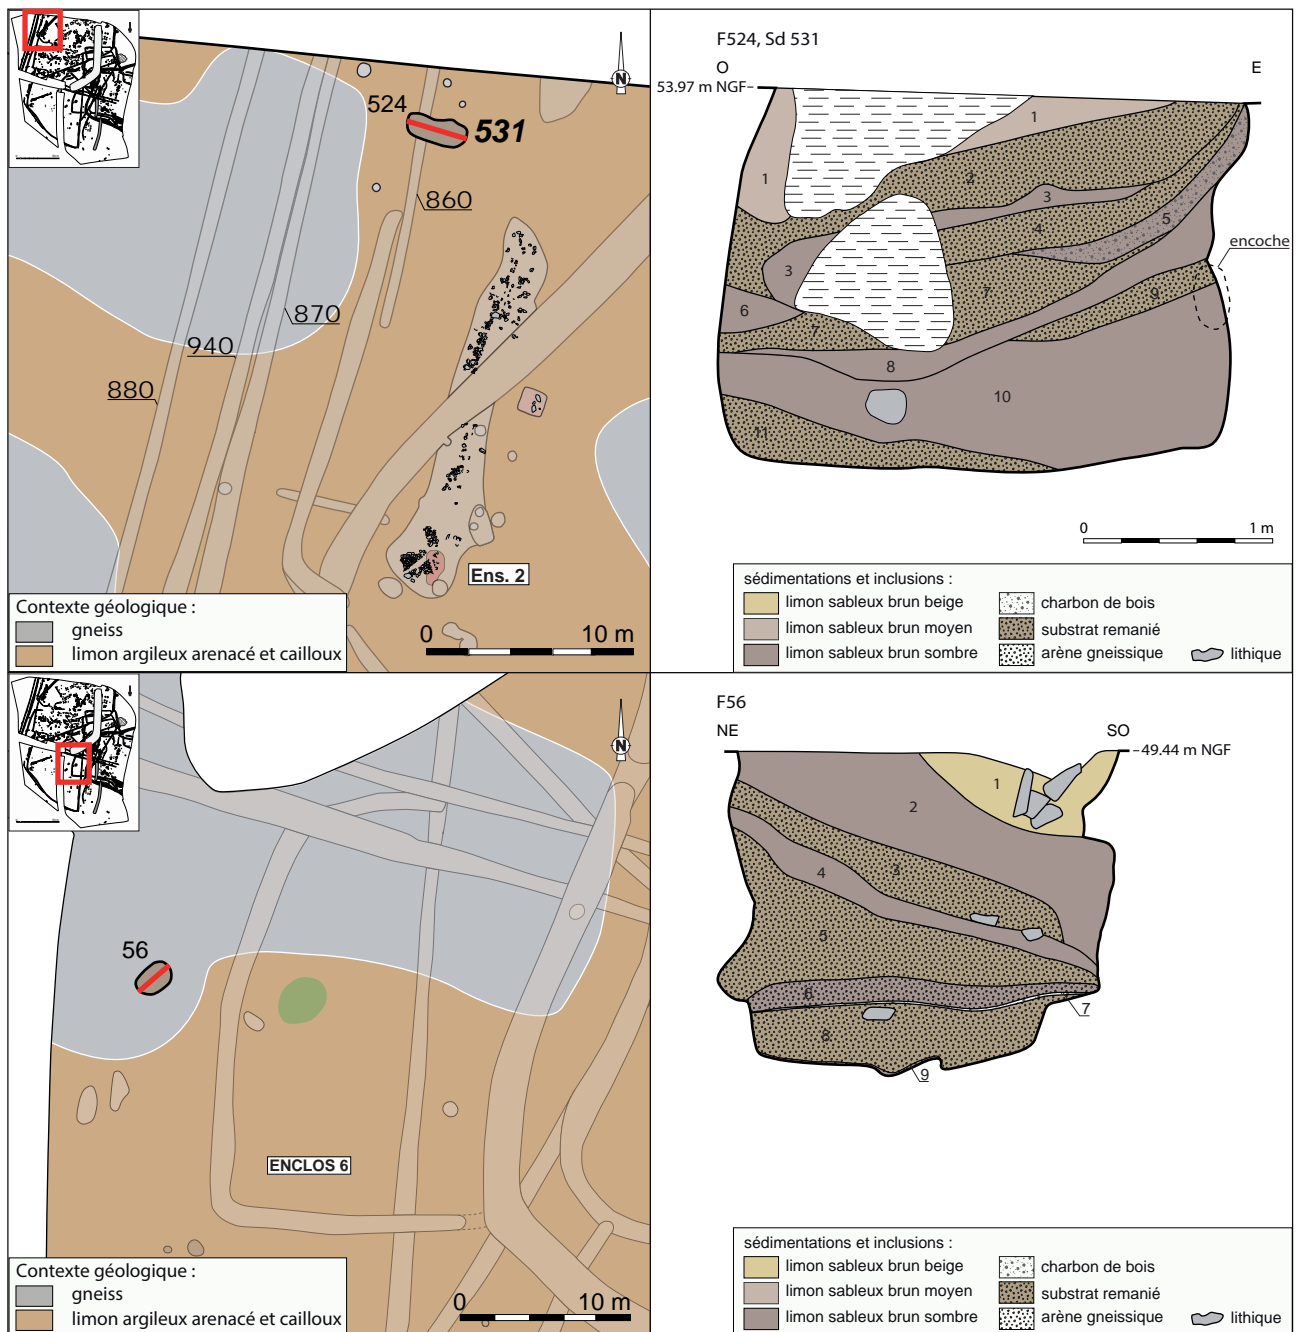 524
531
860
870
940
880
Ens. 2
Contexte géologique :
gneiss
limon argileux arenacé et cailloux
0 10 m
N
F524, Sd 531
O E
53.97 m NGF
1
1
2
3
4
5
encoche
3
6
7
7
9
8
10
11
0 1 m
sédimentations et inclusions :
limon sableux brun beige
limon sableux brun moyen
limon sableux brun sombre
charbon de bois
substrat remanié
arène gneissique
lithique
N
56
ENCLOS 6
Contexte géologique :
gneiss
limon argileux arenacé et cailloux
0 10 m
F56
NE SO
49.44 m NGF
1
2
3
4
5
6
7
8
9
sédimentations et inclusions :
limon sableux brun beige
limon sableux brun moyen
limon sableux brun sombre
charbon de bois
substrat remanié
arène gneissique
lithique